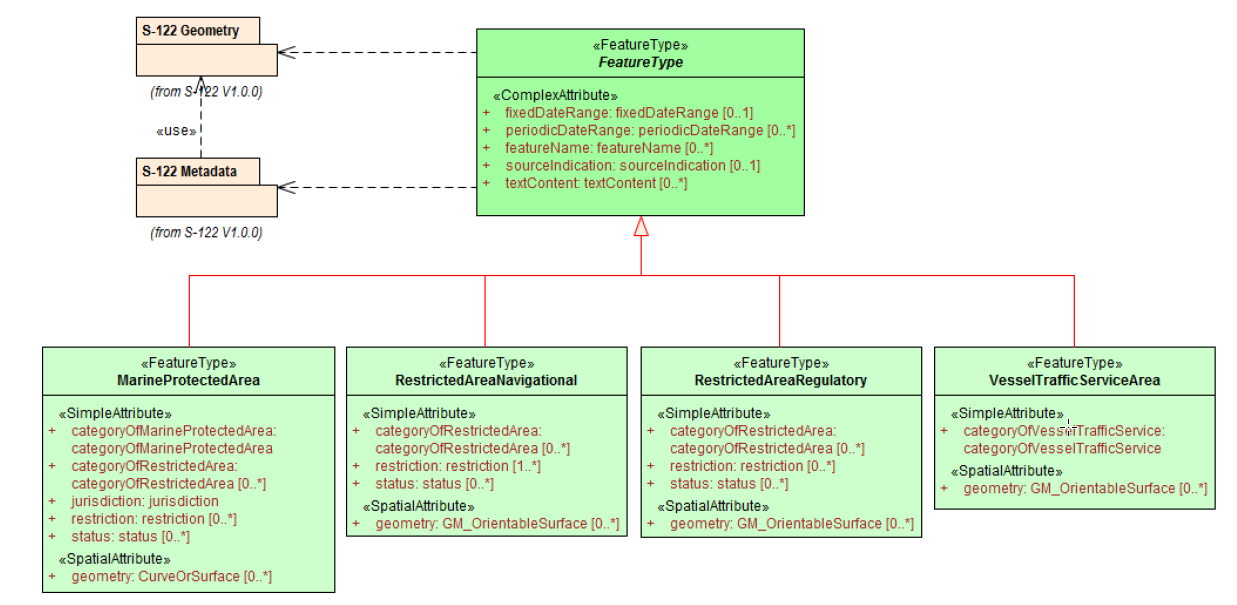 S-122 Geometry
(from S-122 V1.0.0)
«use»
S-122 Metadata
(from S-122 V1.0.0)
«FeatureType»
FeatureType
«ComplexAttribute»
+ fixedDateRange: fixedDateRange [0..1]
+ periodicDateRange: periodicDateRange [0..*]
+ featureName: featureName [0..*]
+ sourceIndication: sourceIndication [0..1]
+ textContent: textContent [0..*]
«FeatureType»
MarineProtectedArea
«SimpleAttribute»
+ categoryOfMarineProtectedArea:
categoryOfMarineProtectedArea
+ categoryOfRestrictedArea:
categoryOfRestrictedArea [0..*]
+ jurisdiction: jurisdiction
+ restriction: restriction [0..*]
+ status: status [0..*]
«SpatialAttribute»
+ geometry: CurveOrSurface [0..*]
«FeatureType»
RestrictedAreaNavigational
«SimpleAttribute»
+ categoryOfRestrictedArea:
categoryOfRestrictedArea [0..*]
+ restriction: restriction [1..*]
+ status: status [0..*]
«SpatialAttribute»
+ geometry: GM_OrientableSurface [0..*]
«FeatureType»
RestrictedAreaRegulatory
«SimpleAttribute»
+ categoryOfRestrictedArea:
categoryOfRestrictedArea [0..*]
+ restriction: restriction [0..*]
+ status: status [0..*]
«SpatialAttribute»
+ geometry: GM_OrientableSurface [0..*]
«FeatureType»
VesselTrafficServiceArea
«SimpleAttribute»
+ categoryOfVesselTrafficService:
categoryOfVesselTrafficService
«SpatialAttribute»
+ geometry: GM_OrientableSurface [0..*]